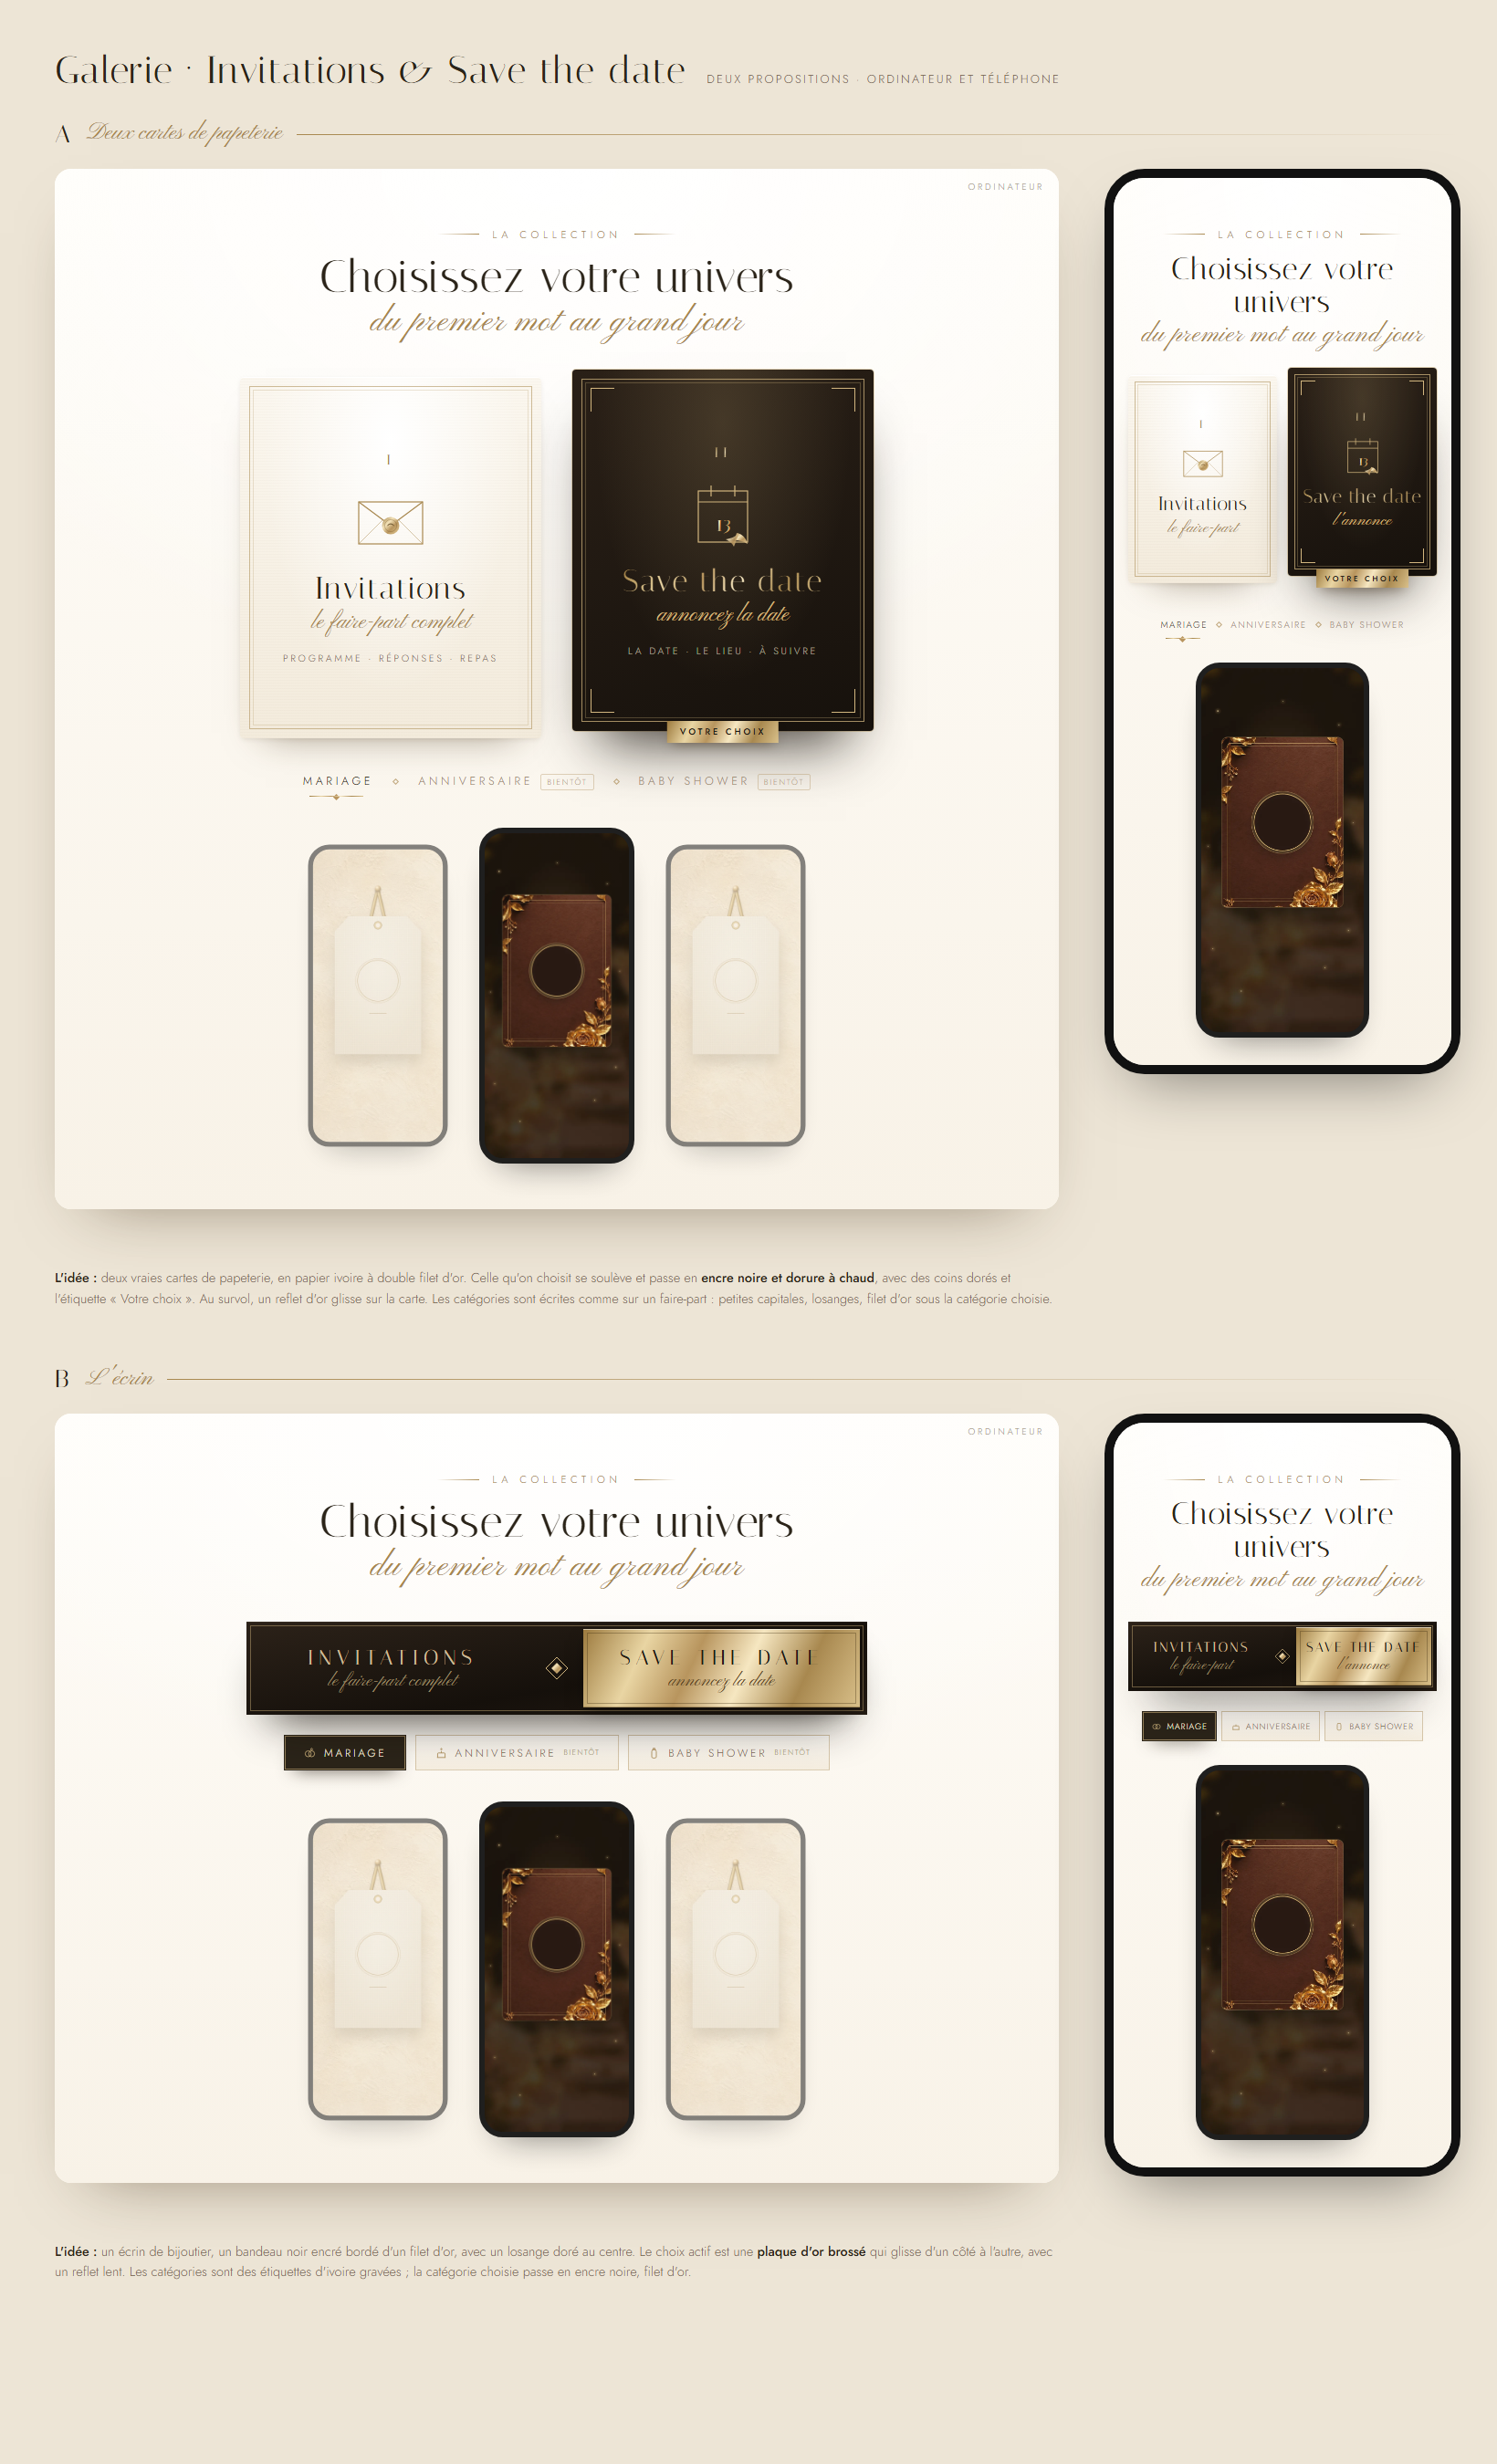 Galerie · Invitations & Save the date DEUX PROPOSITIONS · ORDINATEUR ET TÉLÉPHONE
A Deux cartes de papeterie
ORDINATEUR
LA COLLECTION
Choisissez votre univers
du premier mot au grand jour
I
Invitations
le faire-part complet
PROGRAMME · RÉPONSES · REPAS
II
13
Save the date
annoncez la date
LA DATE · LE LIEU · À SUIVRE
VOTRE CHOIX
MARIAGE ANNIVERSAIRE BIENTÔT BABY SHOWER BIENTÔT
LA COLLECTION
Choisissez votre
univers
du premier mot au grand jour
I
Invitations
le faire-part
II
13
Save the date
l'annonce
VOTRE CHOIX
MARIAGE ANNIVERSAIRE BABY SHOWER
L'idée : deux vraies cartes de papeterie, en papier ivoire à double filet d'or. Celle qu'on choisit se soulève et passe en encre noire et dorure à chaud, avec des coins dorés et
l'étiquette « Votre choix ». Au survol, un reflet d'or glisse sur la carte. Les catégories sont écrites comme sur un faire-part : petites capitales, losanges, filet d'or sous la catégorie choisie.
B L'écrin
ORDINATEUR
LA COLLECTION
Choisissez votre univers
du premier mot au grand jour
INVITATIONS
le faire-part complet
SAVE THE DATE
annoncez la date
MARIAGE ANNIVERSAIRE BIENTÔT BABY SHOWER BIENTÔT
LA COLLECTION
Choisissez votre
univers
du premier mot au grand jour
INVITATIONS
le faire-part
SAVE THE DATE
l'annonce
MARIAGE ANNIVERSAIRE BABY SHOWER
L'idée : un écrin de bijoutier, un bandeau noir encré bordé d'un filet d'or, avec un losange doré au centre. Le choix actif est une plaque d'or brossé qui glisse d'un côté à l'autre, avec
un reflet lent. Les catégories sont des étiquettes d'ivoire gravées ; la catégorie choisie passe en encre noire, filet d'or.